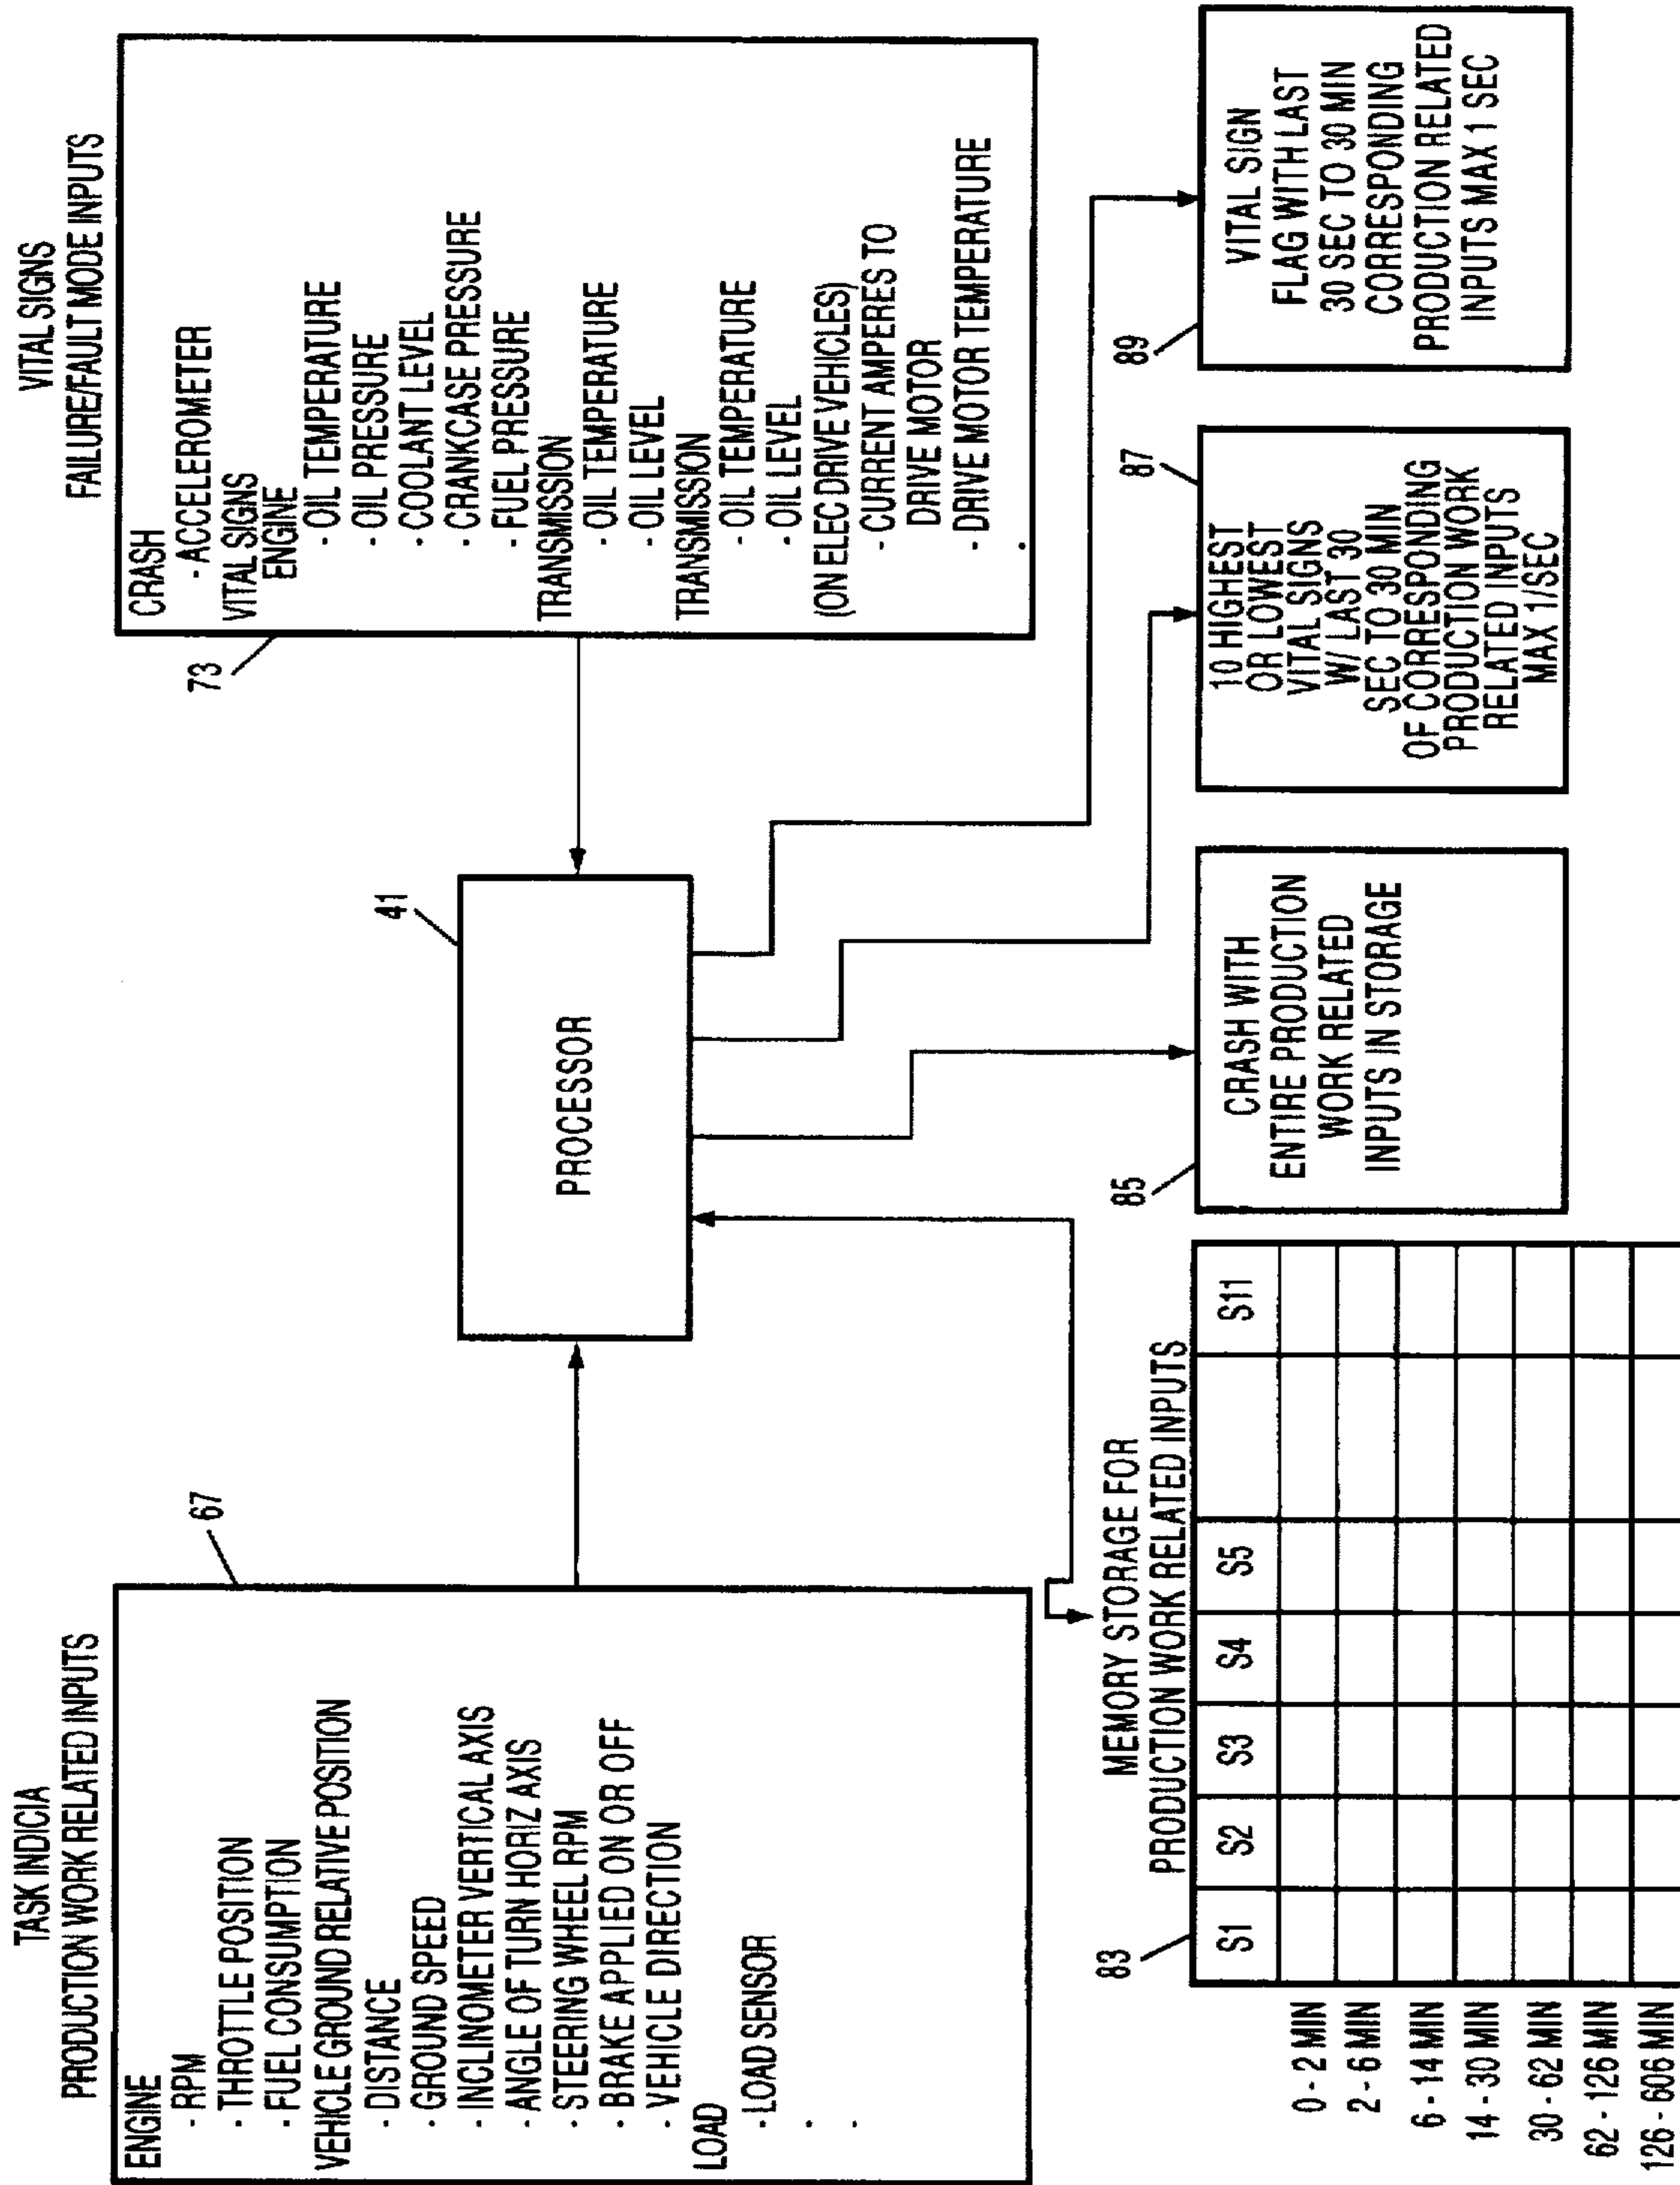 TASK INDICIA
PRODUCTION WORK RELATED INPUTS
67
ENGINE
- RPM
- THROTTLE POSITION
- FUEL CONSUMPTION
VEHICLE GROUND RELATIVE POSITION
- DISTANCE
- GROUND SPEED
- INCLINOMETER VERTICAL AXIS
- ANGLE OF TURN HORIZ AXIS
- STEERING WHEEL RPM
- BRAKE APPLIED ON OR OFF
- VEHICLE DIRECTION
LOAD
- LOAD SENSOR
41
PROCESSOR
VITAL SIGNS
FAILURE/FAULT MODE INPUTS
73
CRASH
- ACCELEROMETER
VITAL SIGNS
ENGINE
- OIL TEMPERATURE
- OIL PRESSURE
- COOLANT LEVEL
- CRANKCASE PRESSURE
- FUEL PRESSURE
TRANSMISSION
- OIL TEMPERATURE
- OIL LEVEL
TRANSMISSION
- OIL TEMPERATURE
- OIL LEVEL
(ON ELEC DRIVE VEHICLES)
- CURRENT AMPERES TO
DRIVE MOTOR
- DRIVE MOTOR TEMPERATURE
MEMORY STORAGE FOR
PRODUCTION WORK RELATED INPUTS
83
S1 S2 S3 S4 S5 S11
0 - 2 MIN
2 - 6 MIN
6 - 14 MIN
14 - 30 MIN
30 - 62 MIN
62 - 126 MIN
126 - 606 MIN
85
CRASH WITH
ENTIRE PRODUCTION
WORK RELATED
INPUTS IN STORAGE
87
10 HIGHEST
OR LOWEST
VITAL SIGNS
W/ LAST 30
SEC TO 30 MIN
OF CORRESPONDING
PRODUCTION WORK
RELATED INPUTS
MAX 1/SEC
89
VITAL SIGN
FLAG WITH LAST
30 SEC TO 30 MIN
CORRESPONDING
PRODUCTION RELATED
INPUTS MAX 1 SEC